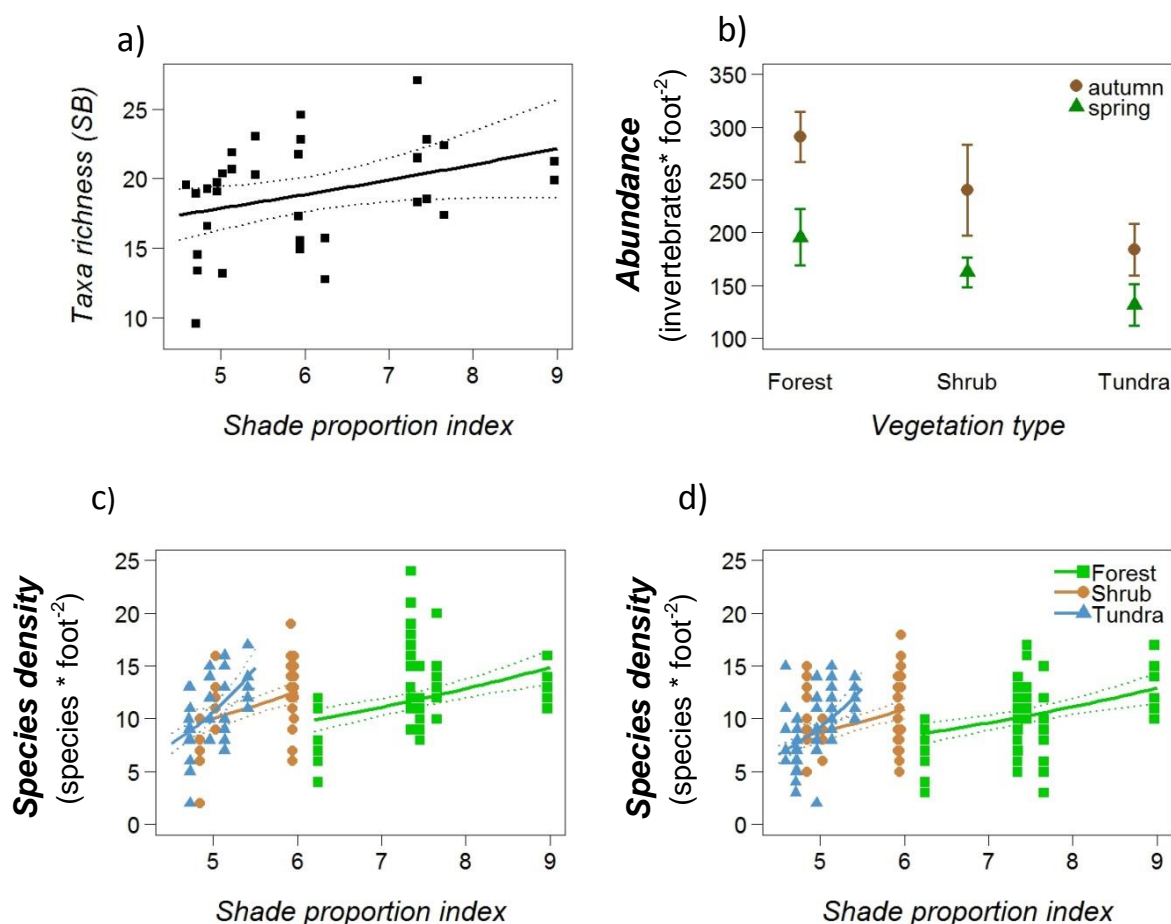 a)
Taxa richness (SB)
25
20
15
10
5 6 7 8 9
Shade proportion index
b)
Abundance
(invertebrates* foot-2)
350
300
250
200
150
100
autumn
spring
Forest Shrub Tundra
Vegetation type
c)
Species density
(species * foot-2)
25
20
15
10
5
0
5 6 7 8 9
Shade proportion index
d)
Species density
(species * foot-2)
25
20
15
10
5
0
Forest
Shrub
Tundra
5 6 7 8 9
Shade proportion index